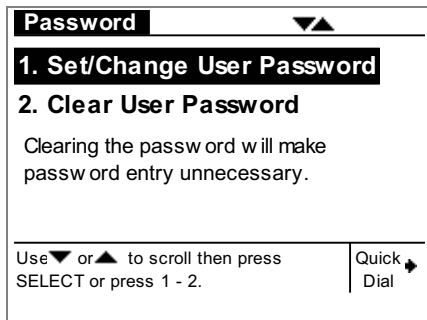 Password ▼▲
1. Set/Change User Password
2. Clear User Password
Clearing the password will make
password entry unnecessary.
Use▼ or▲ to scroll then press
SELECT or press 1 - 2.
Quick
Dial